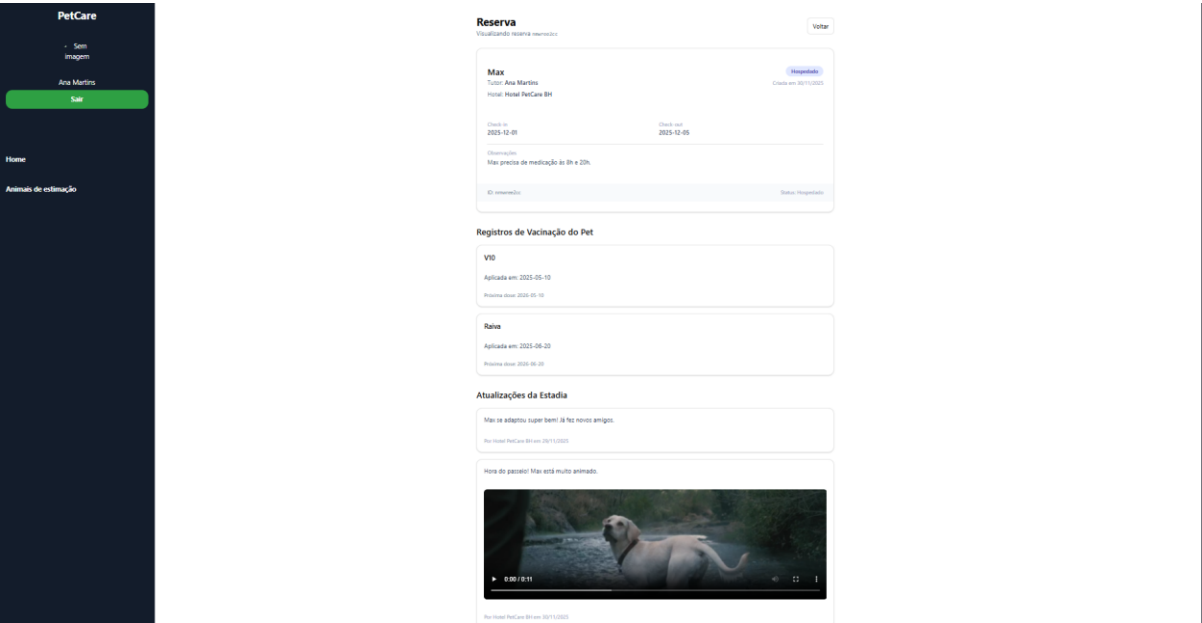 PetCare
Sem
imagem
Ana Martins
Sair
Home
Animais de estimação
Reserva
Visualizando reserva
Voltar
Max
Hospedado
Tutor: Ana Martins
Criada em 30/11/2025
Hotel: Hotel PetCare BH
Check-in
Check-out
2025-12-01
2025-12-05
Observações
Max precisa de medicação às 8h e 20h.
ID:
Status: Hospedado
Registros de Vacinação do Pet
V10
Aplicada em: 2025-05-10
Próxima dose: 2026-05-10
Raiva
Aplicada em: 2025-06-20
Próxima dose: 2026-06-20
Atualizações da Estadia
Max se adaptou super bem! Já fez novos amigos.
Por Hotel PetCare BH em 30/11/2025
Hora do passeio! Max está muito animado.
0:00 / 0:11
Por Hotel PetCare BH em 30/11/2025